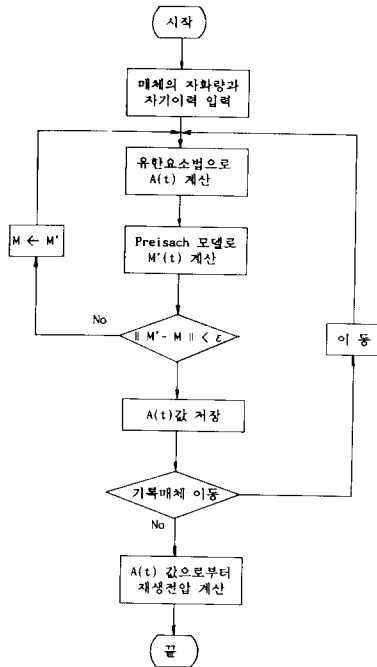 시작
매체의 자화량과
자기이력 입력
유한요소법으로
A(t) 계산
M ← M'
Preisach 모델로
M'(t) 계산
No
‖ M'- M ‖ < ε
이 동
A(t)값 저장
기록매체 이동
No
A(t) 값으로부터
재생전압 계산
끝